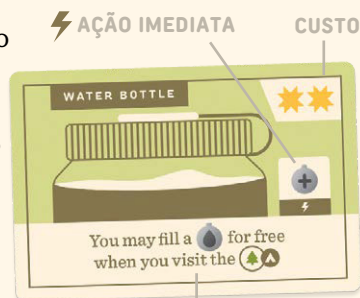 AÇÃO IMEDIATA
CUSTO
o
WATER BOTTLE
You may fill a for free
when you visit the